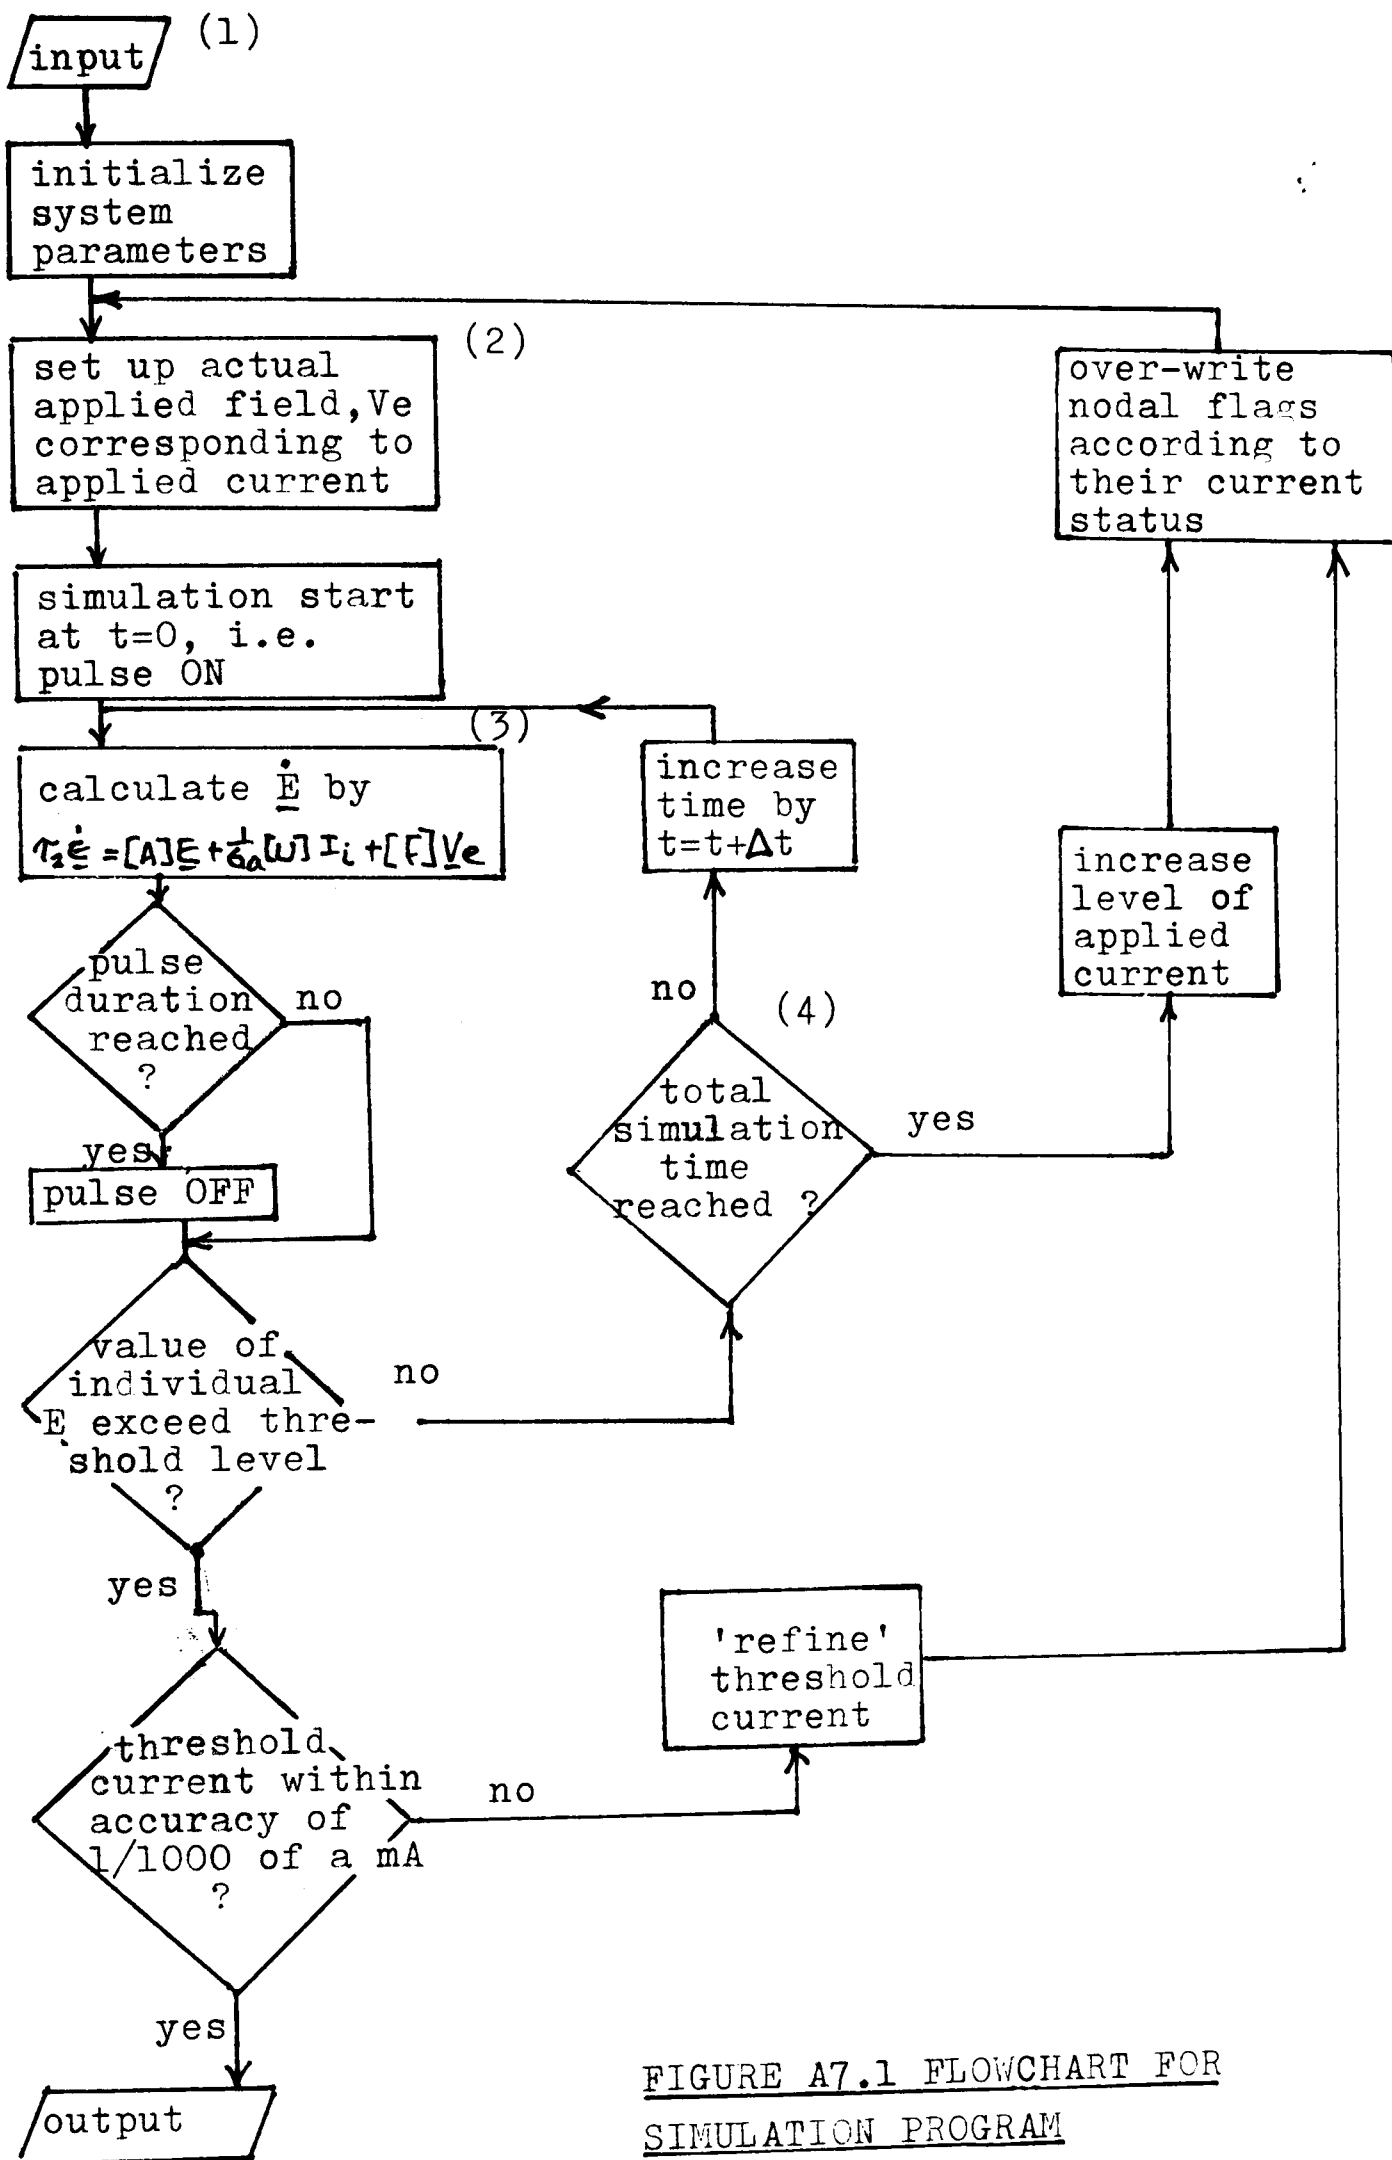 input
(1)
initialize
system
parameters
(2)
set up actual
applied field,Ve
corresponding to
applied current
over-write
nodal flags
according to
their current
status
simulation start
at t=0, i.e.
pulse ON
(3)
calculate Ė by
τ₂Ė =[A]E + 1/Ga [W] Ii +[F]Ve
increase
time by
t=t+Δt
increase
level of
applied
current
pulse
duration
reached
?
no
yes
pulse OFF
no
(4)
total
simulation
time
reached ?
yes
value of
individual
E exceed thre-
shold level
?
no
yes
'refine'
threshold
current
threshold
current within
accuracy of
1/1000 of a mA
?
no
yes
output
FIGURE A7.1 FLOWCHART FOR
SIMULATION PROGRAM